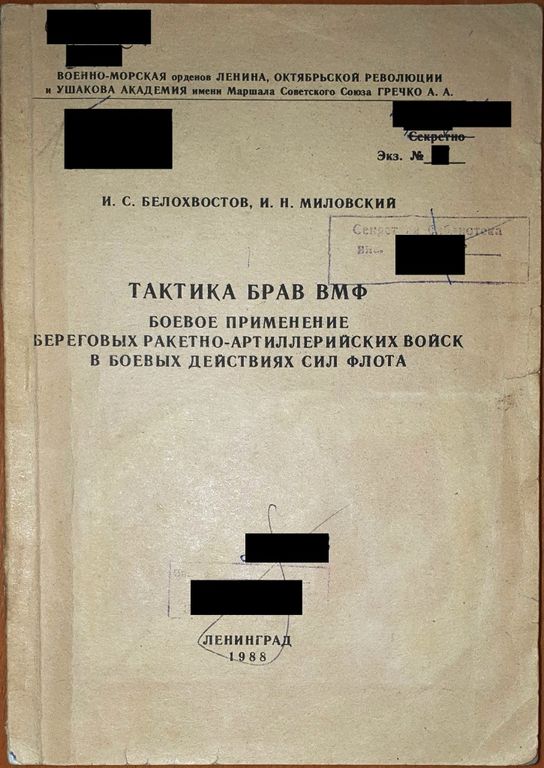 ВОЕННО-МОРСКАЯ орденов ЛЕНИНА, ОКТЯБРЬСКОЙ РЕВОЛЮЦИИ
и УШАКОВА АКАДЕМИЯ имени Маршала Советского Союза ГРЕЧКО А. А.
Секретно
Экз. №
И. С. БЕЛОХВОСТОВ, И. Н. МИЛОВСКИЙ
инв.
ТАКТИКА БРАВ ВМФ
БОЕВОЕ ПРИМЕНЕНИЕ
БЕРЕГОВЫХ РАКЕТНО-АРТИЛЛЕРИЙСКИХ ВОЙСК
В БОЕВЫХ ДЕЙСТВИЯХ СИЛ ФЛОТА
ЛЕНИНГРАД
1988